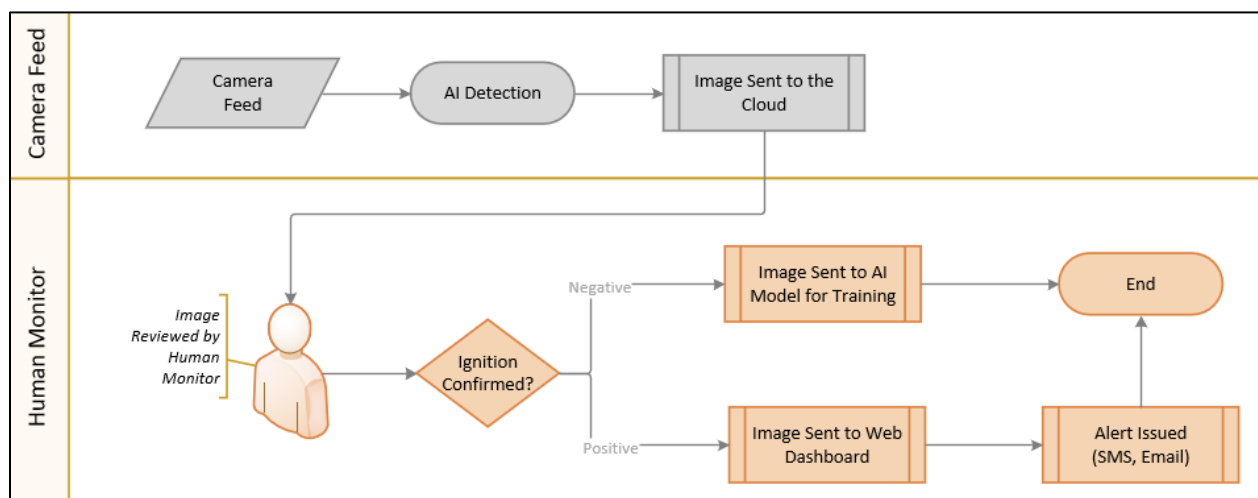 Camera Feed
Camera
Feed
AI Detection
Image Sent to the
Cloud
Human Monitor
Image
Reviewed by
Human
Monitor
Ignition
Confirmed?
Negative
Image Sent to AI
Model for Training
End
Positive
Image Sent to Web
Dashboard
Alert Issued
(SMS, Email)